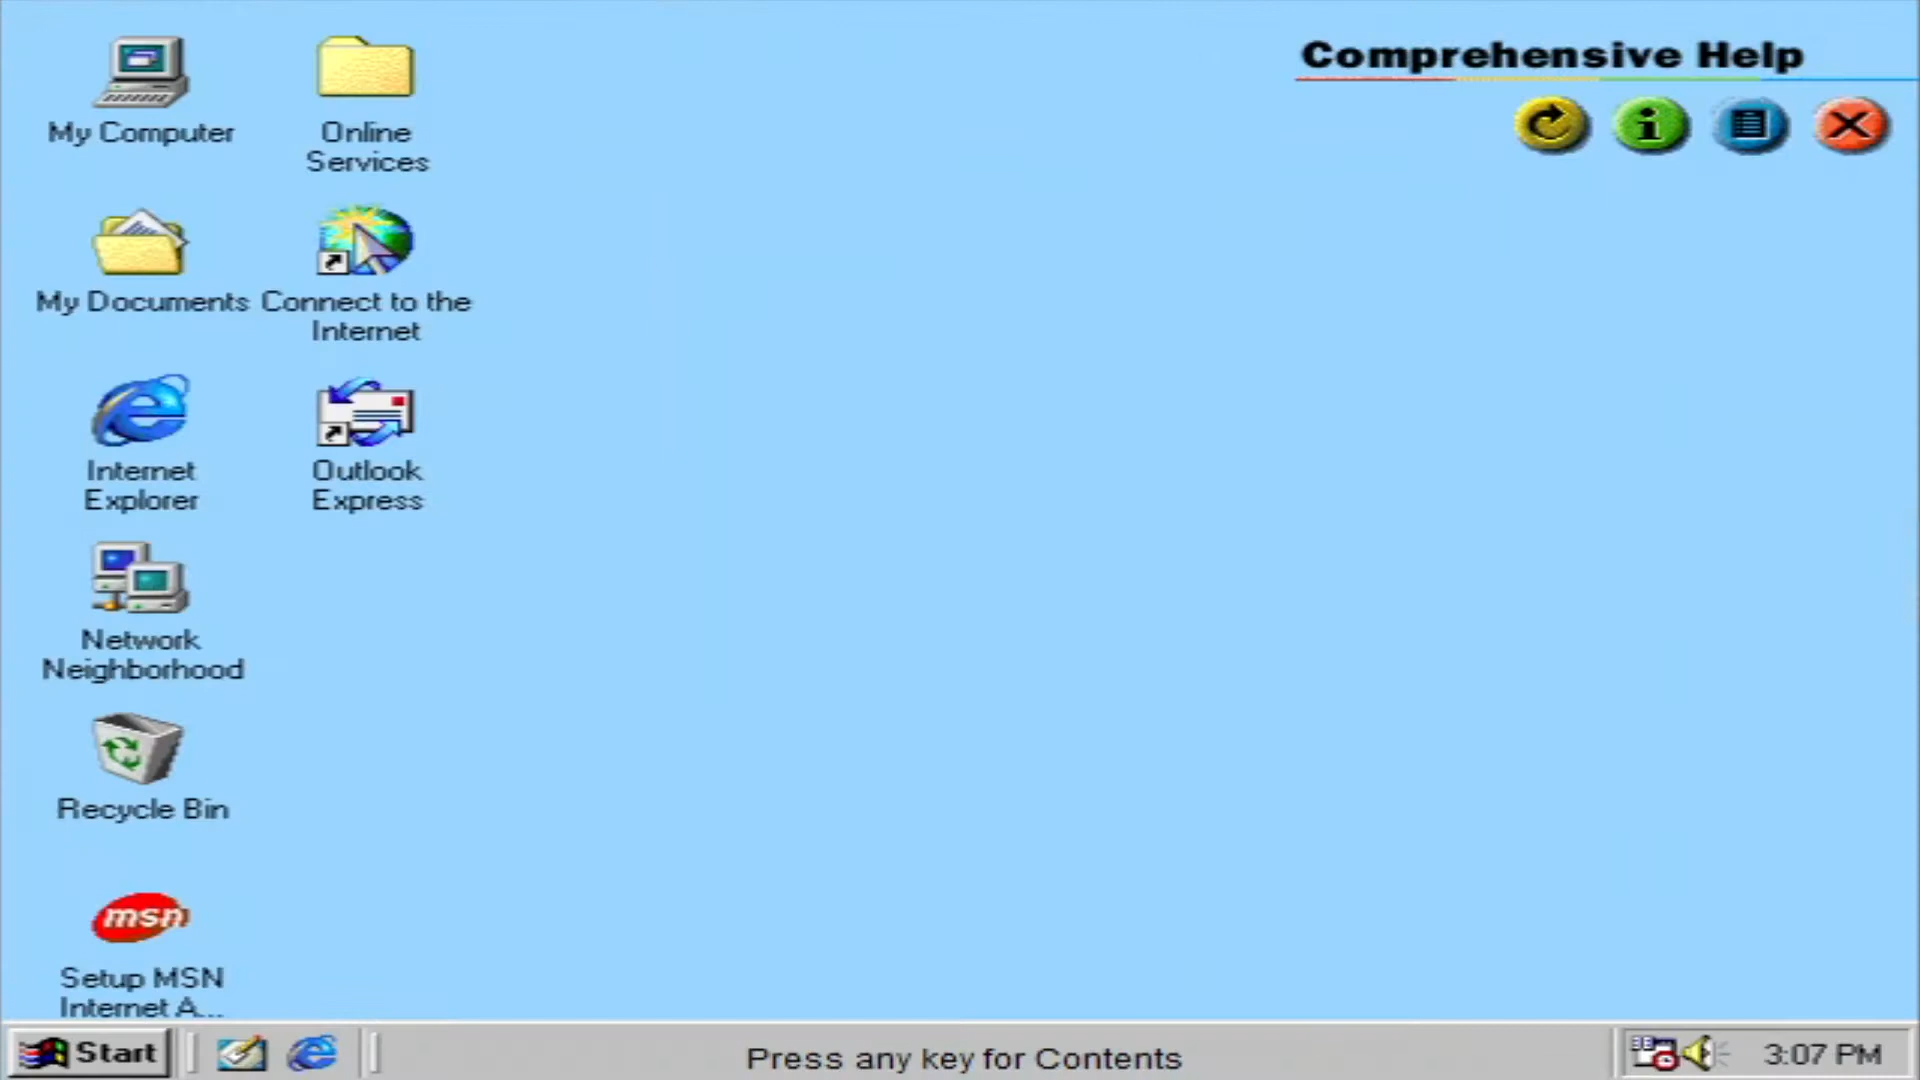 Comprehensive Help
My Computer
Online
Services
My Documents
Connect to the
Internet
Internet
Explorer
Outlook
Express
Network
Neighborhood
Recycle Bin
msn
Setup MSN
Internet A...
Start
Press any key for Contents
3:07 PM